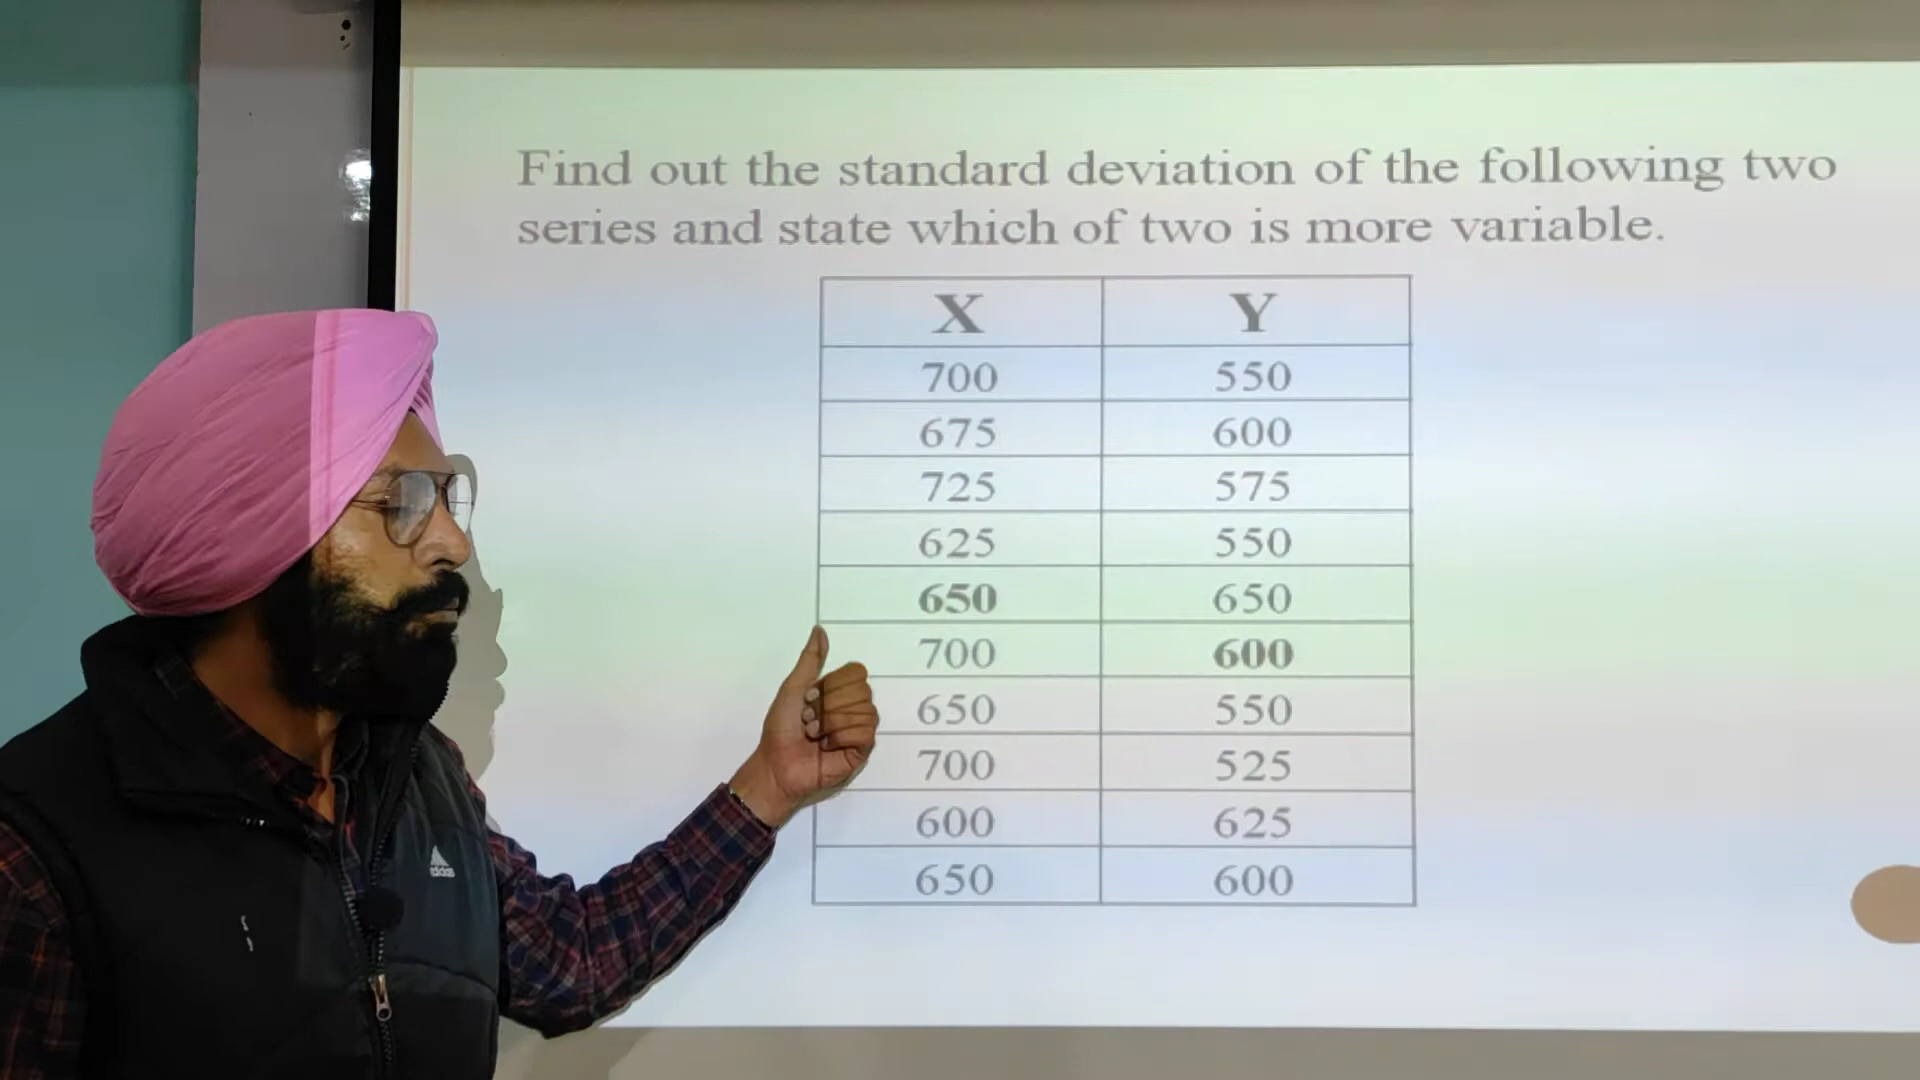 Find out the standard deviation of the following two
series and state which of two is more variable.
X Y
700 550
675 600
725 575
625 550
650 650
700 600
650 550
700 525
600 625
650 600
adidas